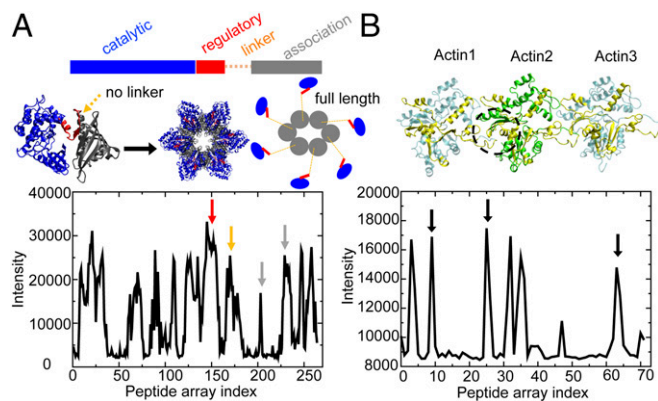 A
catalytic
regulatory
linker
association
no linker
full length
40000
30000
20000
10000
0
Intensity
0 50 100 150 200 250
Peptide array index
B
Actin1 Actin2 Actin3
20000
18000
16000
14000
12000
10000
8000
Intensity
0 10 20 30 40 50 60 70
Peptide array index